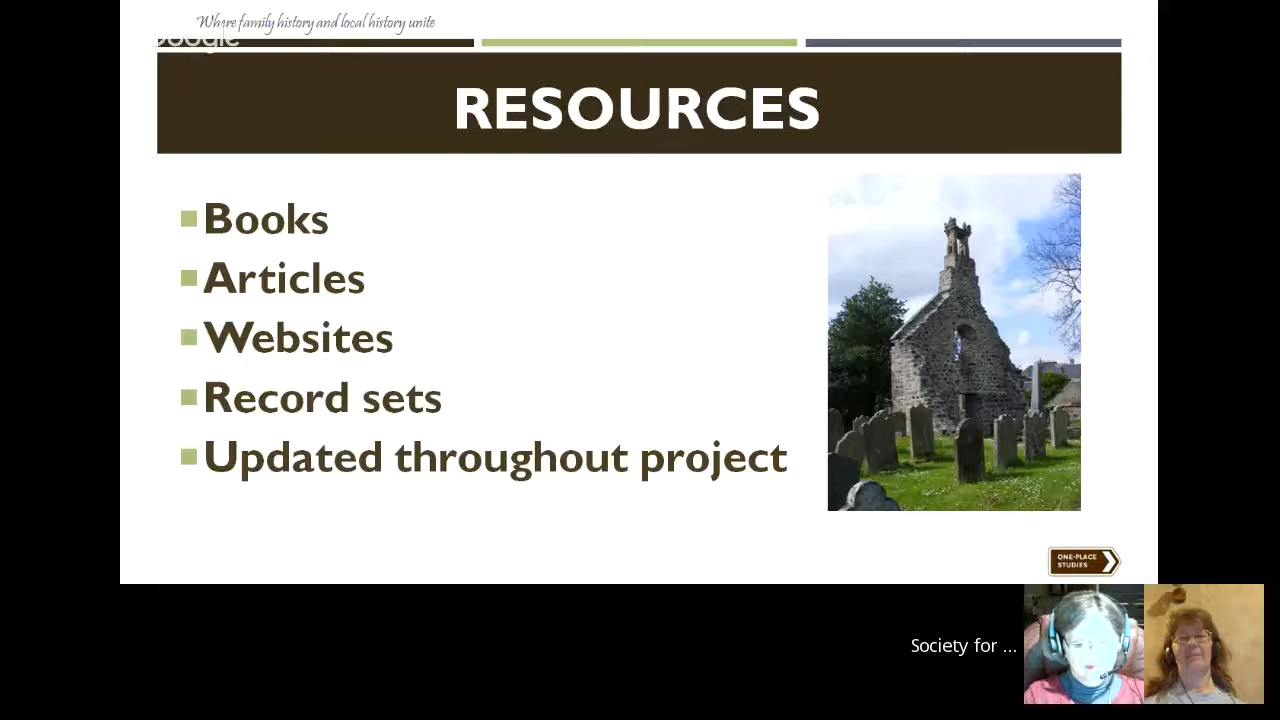 Where family history and local history unite
Google
RESOURCES
Books
Articles
Websites
Record sets
Updated throughout project
ONE-PLACE
STUDIES
Society for ...